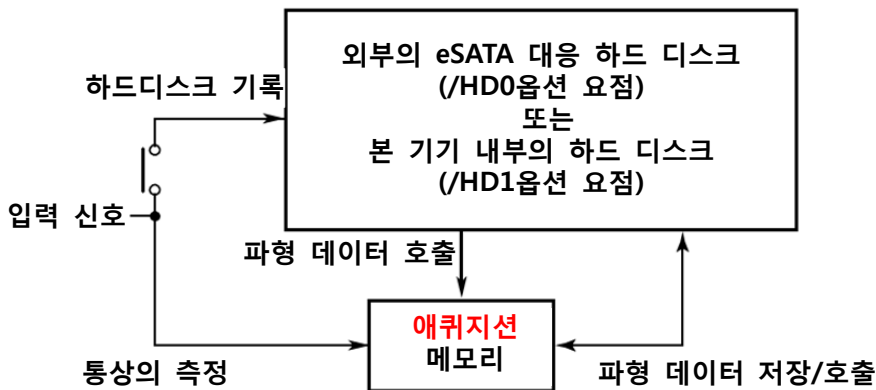 외부의 eSATA 대응 하드 디스크
(/HD0옵션 요점)
또는
본 기기 내부의 하드 디스크
(/HD1옵션 요점)
하드디스크 기록
입력 신호
파형 데이터 호출
애퀴지션
메모리
통상의 측정
파형 데이터 저장/호출